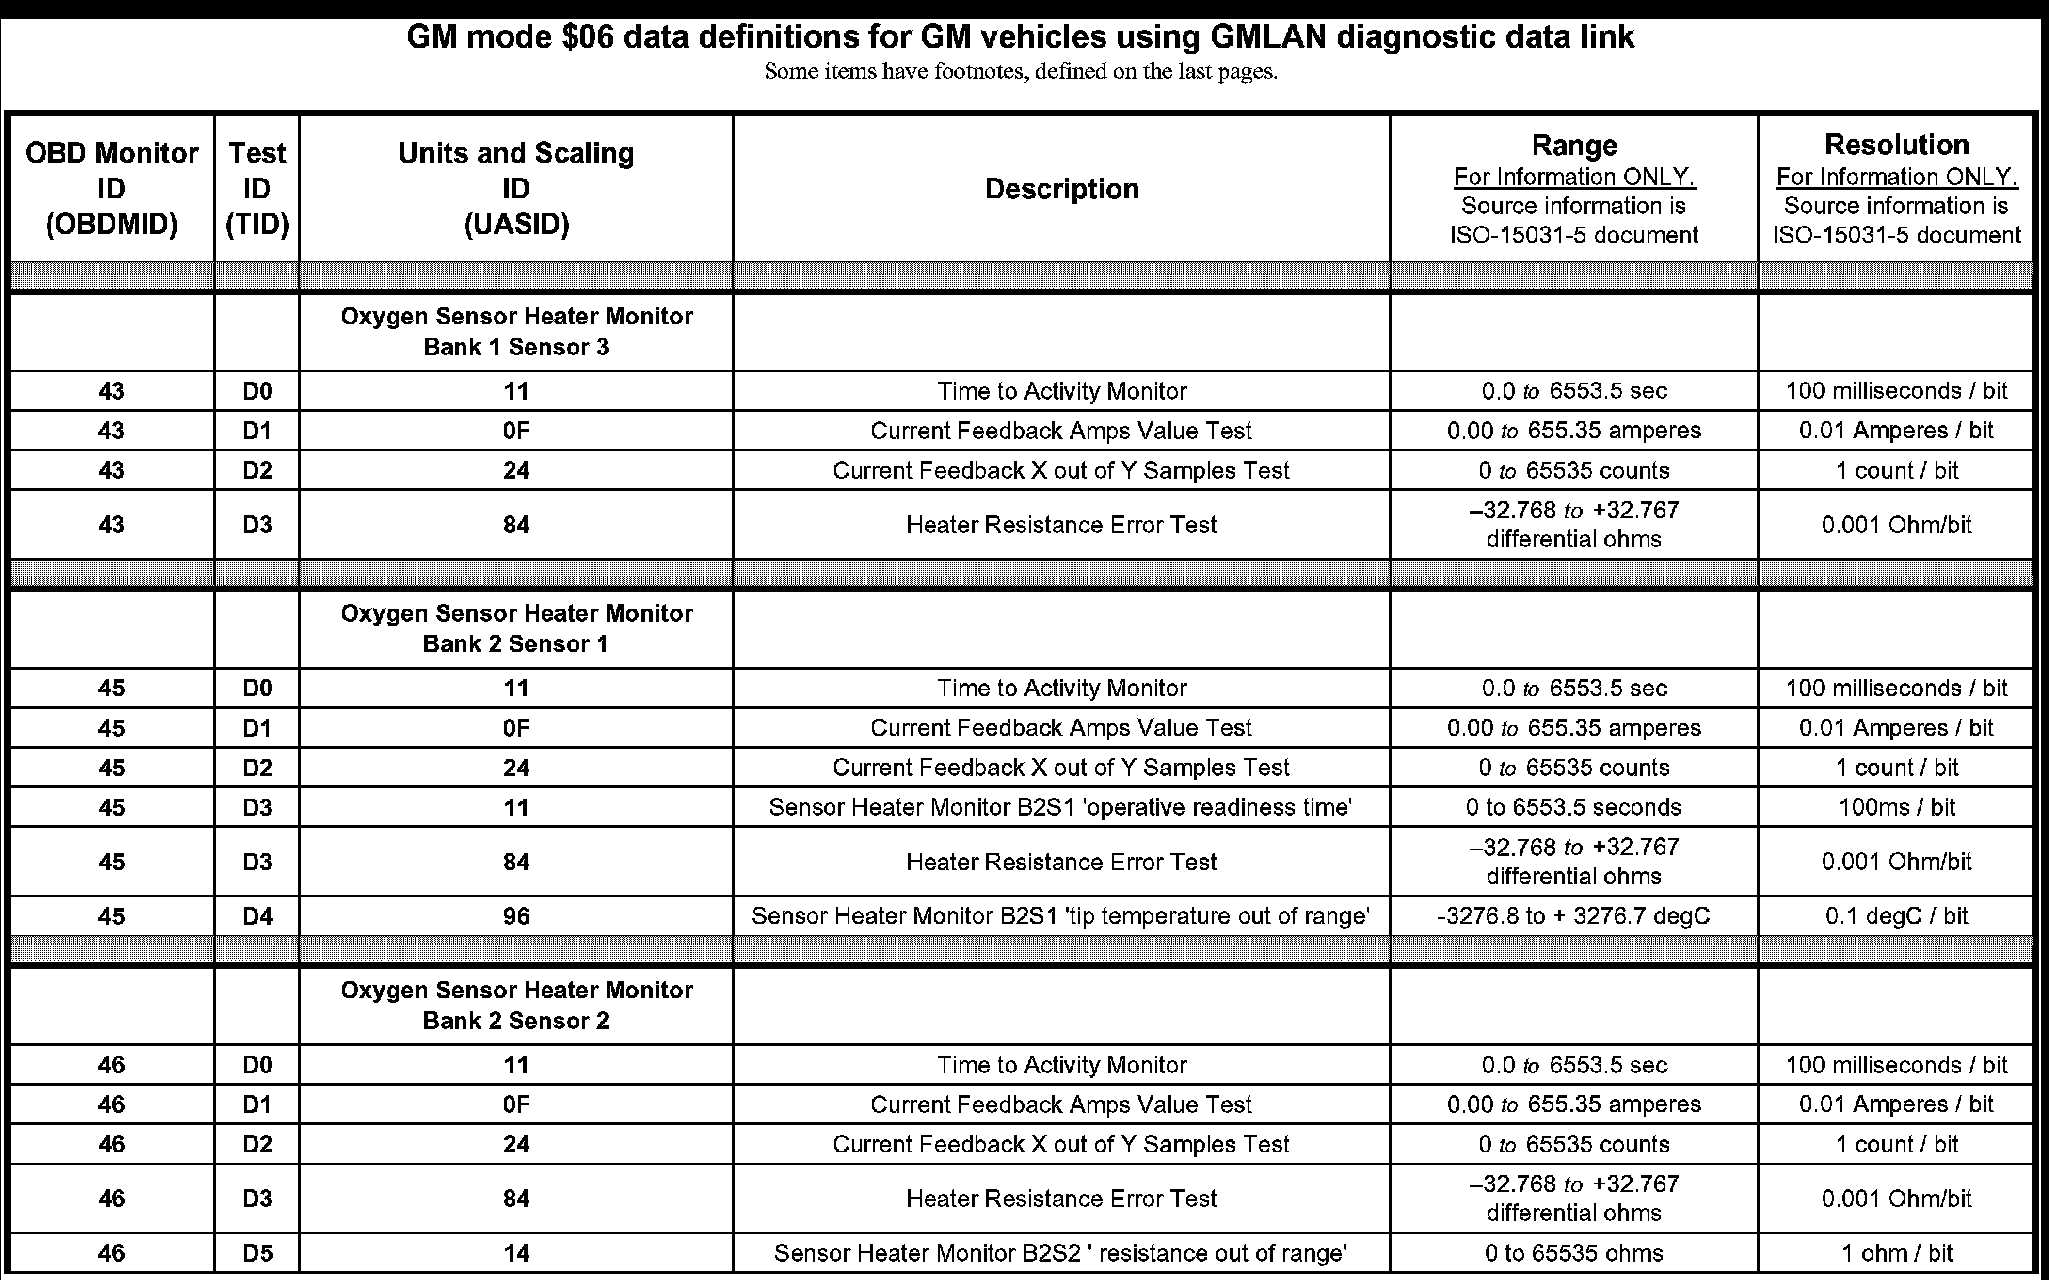 GM mode $06 data definitions for GM vehicles using GMLAN diagnostic data link
Some items have footnotes, defined on the last pages.
OBD Monitor ID (OBDMID) Test ID (TID) Units and Scaling ID (UASID) Description Range For Information ONLY. Source information is ISO-15031-5 document Resolution For Information ONLY. Source information is ISO-15031-5 document
Oxygen Sensor Heater Monitor
Bank 1 Sensor 3
43 D0 11 Time to Activity Monitor 0.0 to 6553.5 sec 100 milliseconds / bit
43 D1 0F Current Feedback Amps Value Test 0.00 to 655.35 amperes 0.01 Amperes / bit
43 D2 24 Current Feedback X out of Y Samples Test 0 to 65535 counts 1 count / bit
43 D3 84 Heater Resistance Error Test –32.768 to +32.767 differential ohms 0.001 Ohm/bit
Oxygen Sensor Heater Monitor
Bank 2 Sensor 1
45 D0 11 Time to Activity Monitor 0.0 to 6553.5 sec 100 milliseconds / bit
45 D1 0F Current Feedback Amps Value Test 0.00 to 655.35 amperes 0.01 Amperes / bit
45 D2 24 Current Feedback X out of Y Samples Test 0 to 65535 counts 1 count / bit
45 D3 11 Sensor Heater Monitor B2S1 'operative readiness time' 0 to 6553.5 seconds 100ms / bit
45 D3 84 Heater Resistance Error Test –32.768 to +32.767 differential ohms 0.001 Ohm/bit
45 D4 96 Sensor Heater Monitor B2S1 'tip temperature out of range' -3276.8 to + 3276.7 degC 0.1 degC / bit
Oxygen Sensor Heater Monitor
Bank 2 Sensor 2
46 D0 11 Time to Activity Monitor 0.0 to 6553.5 sec 100 milliseconds / bit
46 D1 0F Current Feedback Amps Value Test 0.00 to 655.35 amperes 0.01 Amperes / bit
46 D2 24 Current Feedback X out of Y Samples Test 0 to 65535 counts 1 count / bit
46 D3 84 Heater Resistance Error Test –32.768 to +32.767 differential ohms 0.001 Ohm/bit
46 D5 14 Sensor Heater Monitor B2S2 ' resistance out of range' 0 to 65535 ohms 1 ohm / bit